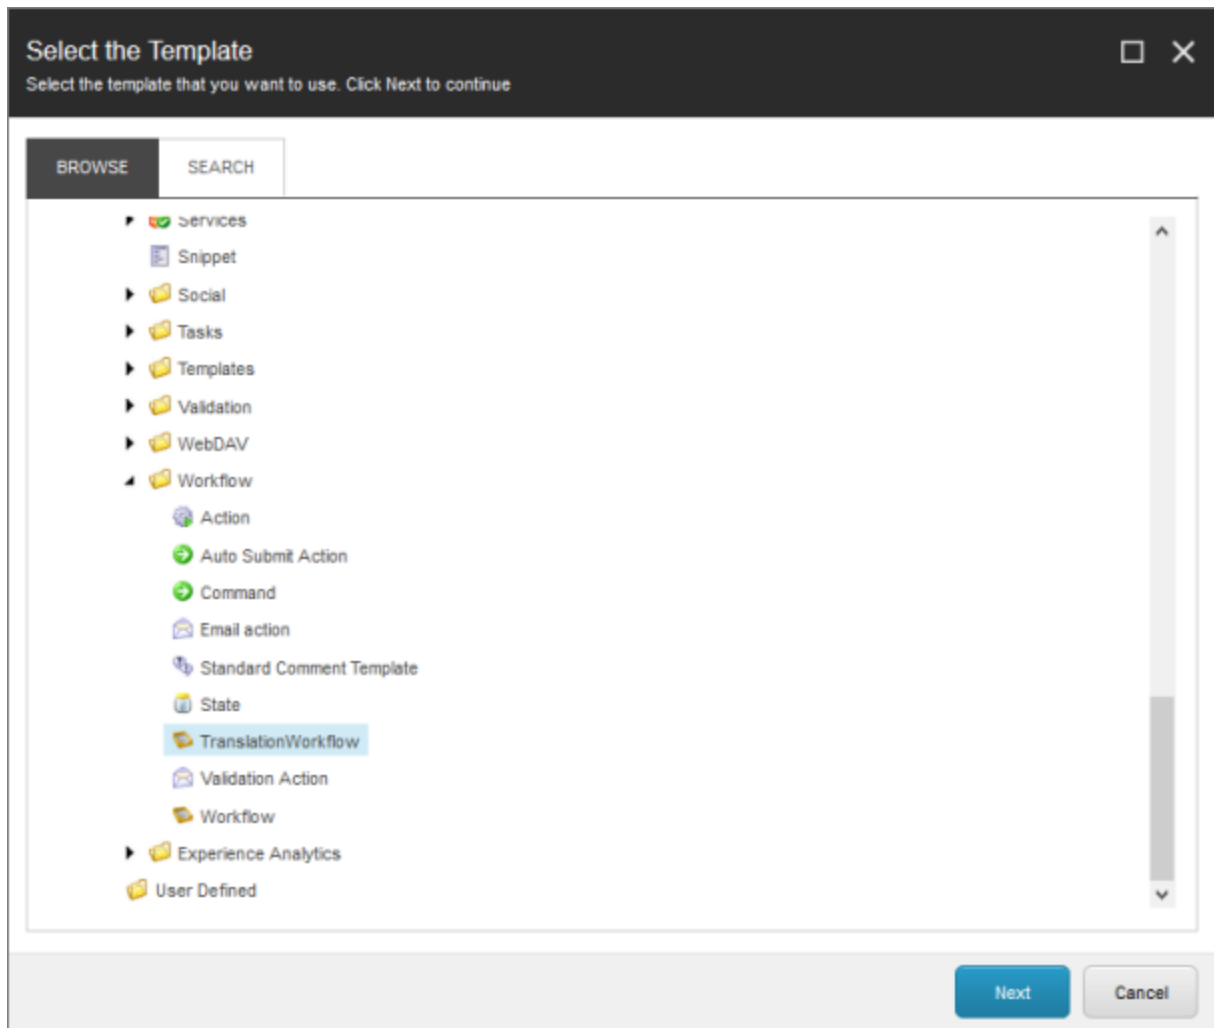 Select the Template
Select the template that you want to use. Click Next to continue
BROWSE
SEARCH
Services
Snippet
Social
Tasks
Templates
Validation
WebDAV
Workflow
Action
Auto Submit Action
Command
Email action
Standard Comment Template
State
TranslationWorkflow
Validation Action
Workflow
Experience Analytics
User Defined
Next
Cancel